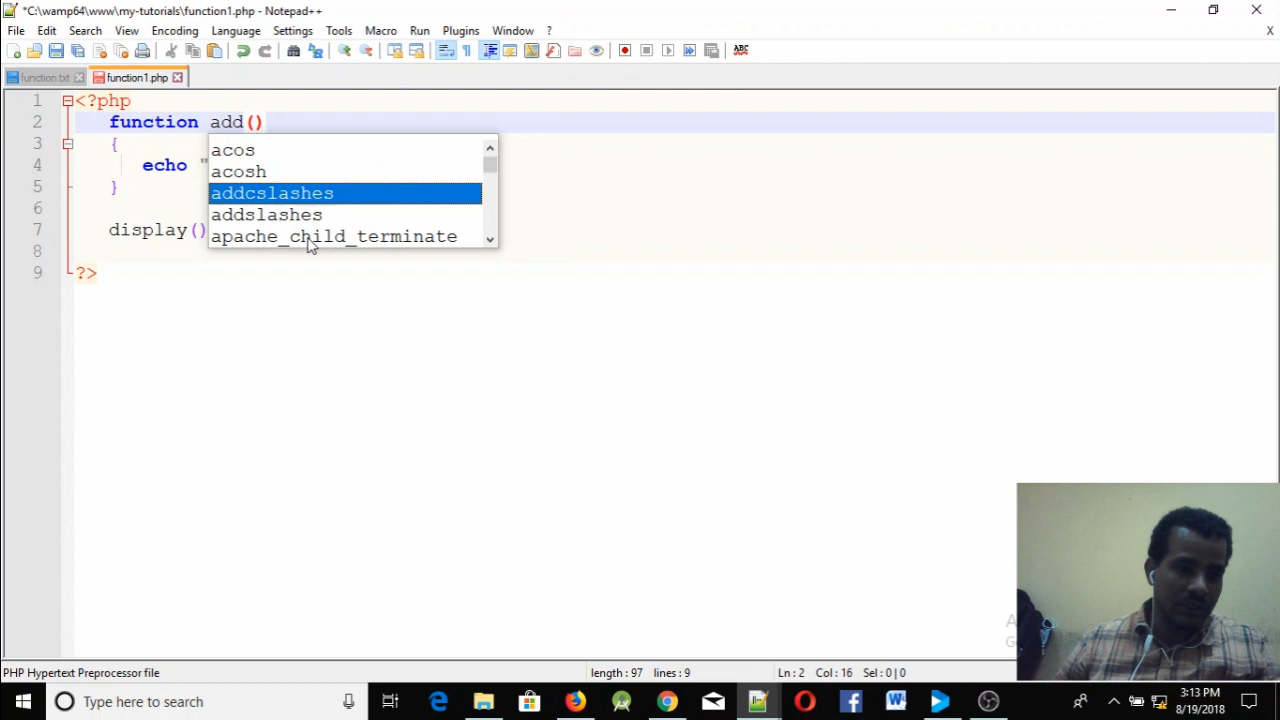 *C:\wamp64\www\my-tutorials\function1.php - Notepad++
File Edit Search View Encoding Language Settings Tools Macro Run Plugins Window ? X
function.txt function1.php
1 <?php
2 function add()
3 {
4 echo "
5 }
6
7 display()
8
9 ?>
acos
acosh
addcslashes
addslashes
apache_child_terminate
ABC
PHP Hypertext Preprocessor file length : 97 lines : 9 Ln : 2 Col : 16 Sel : 0 | 0
Type here to search
3:13 PM
8/19/2018